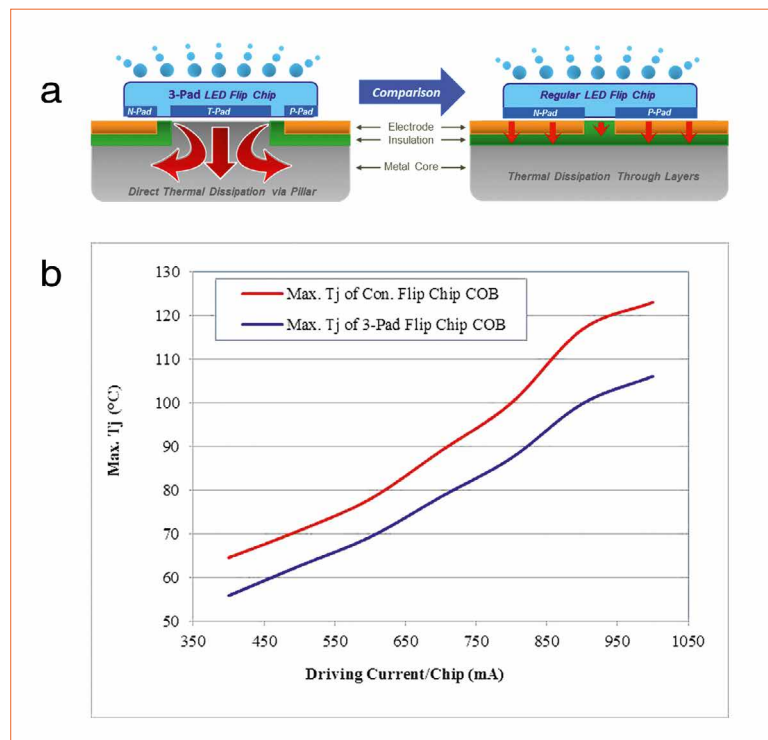 a
3-Pad LED Flip Chip
N-Pad
T-Pad
P-Pad
Direct Thermal Dissipation via Pillar
Comparison
Electrode
Insulation
Metal Core
Regular LED Flip Chip
N-Pad
P-Pad
Thermal Dissipation Through Layers
b
Max. Tj of Con. Flip Chip COB
Max. Tj of 3-Pad Flip Chip COB
Max. Tj (°C)
130
120
110
100
90
80
70
60
50
350 450 550 650 750 850 950 1050
Driving Current/Chip (mA)